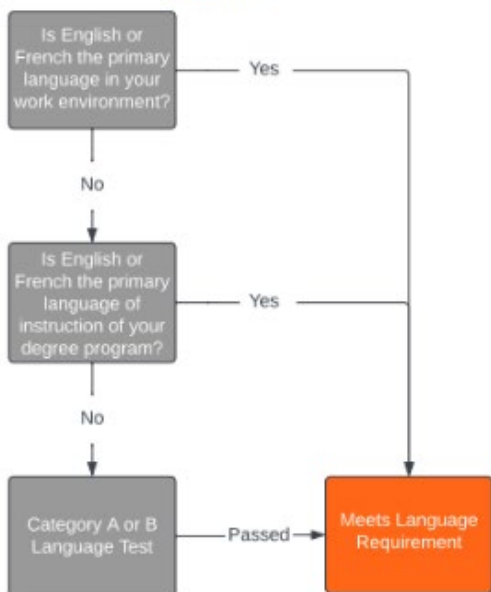 Is English or
French the primary
language in your
work environment?
Yes
No
Is English or
French the primary
language of
instruction of your
degree program?
Yes
No
Category A or B
Language Test
Passed
Meets Language
Requirement